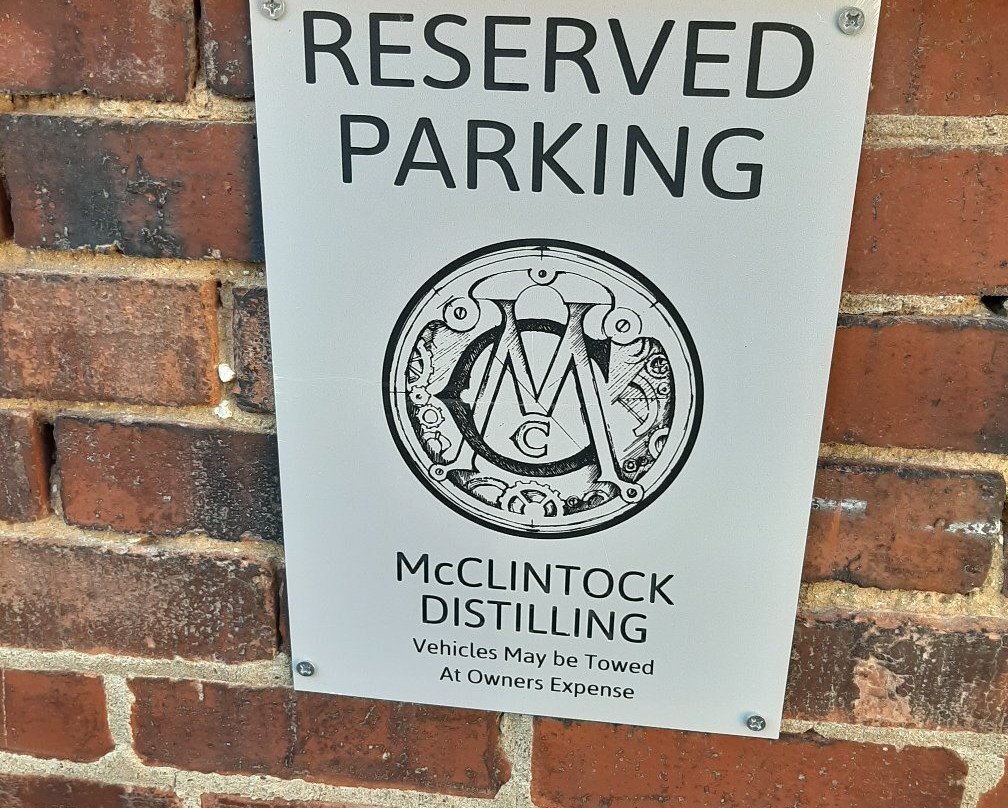 RESERVED
PARKING
MC
C
McCLINTOCK
DISTILLING
Vehicles May be Towed
At Owners Expense